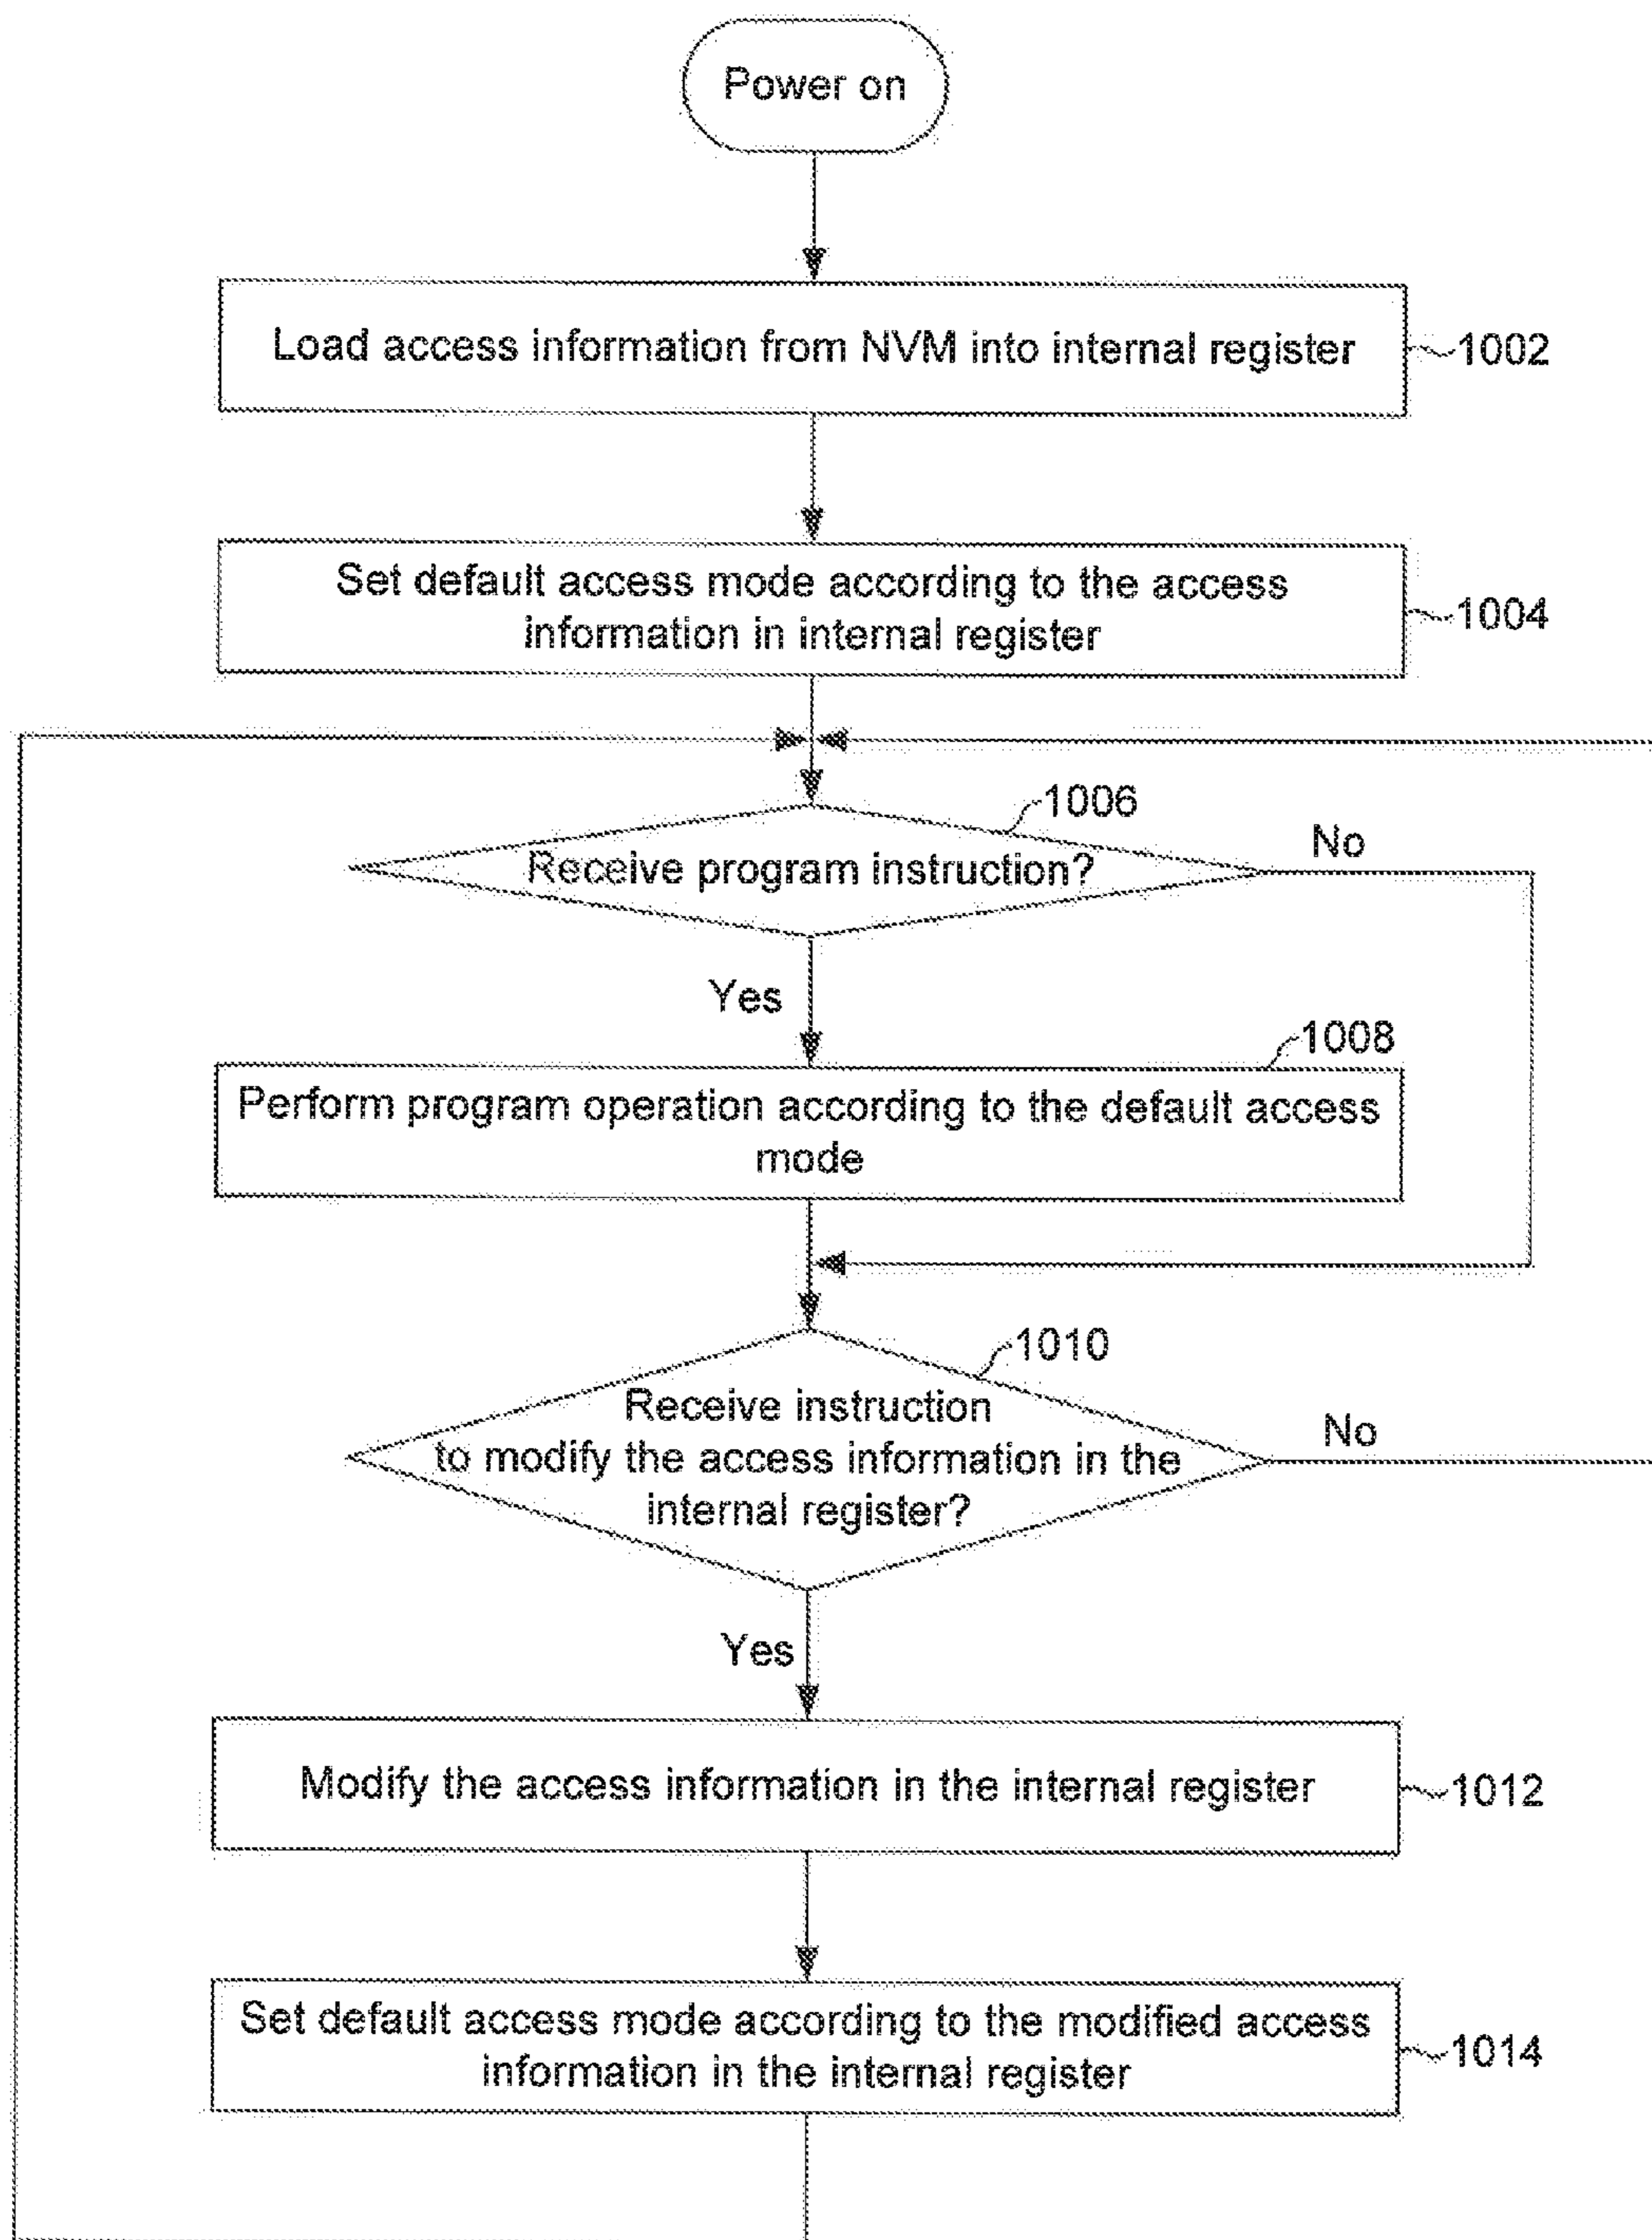 Power on
Load access information from NVM into internal register
1002
Set default access mode according to the access
information in internal register
1004
1006
Receive program instruction?
No
Yes
1008
Perform program operation according to the default access
mode
1010
Receive instruction
to modify the access information in the
internal register?
No
Yes
Modify the access information in the internal register
1012
Set default access mode according to the modified access
information in the internal register
1014